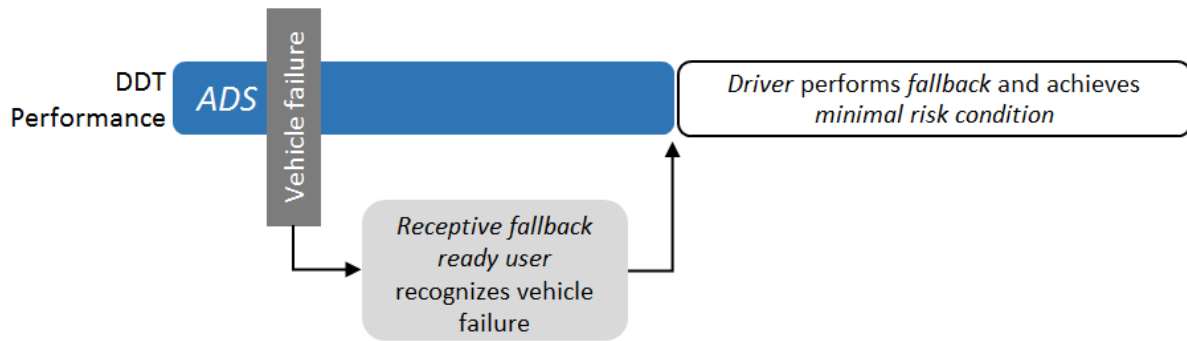 DDT
Performance
ADS
Vehicle failure
Driver performs fallback and achieves
minimal risk condition
Receptive fallback
ready user
recognizes vehicle
failure